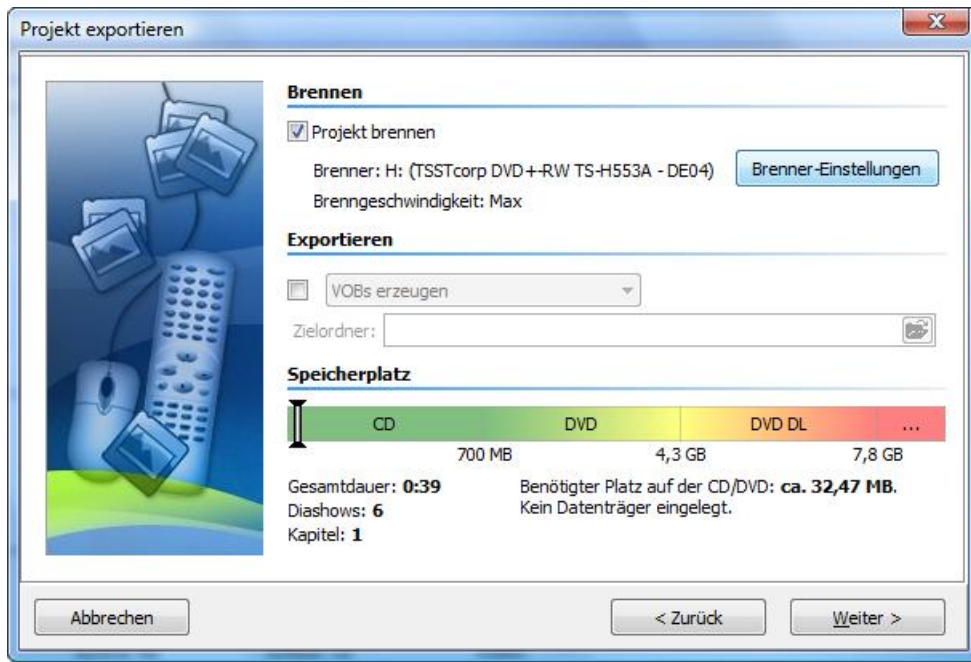 Projekt exportieren
Brennen
Projekt brennen
Brenner: H: (TSSTcorp DVD+-RW TS-H553A - DE04)
Brenner-Einstellungen
Brenngeschwindigkeit: Max
Exportieren
VOBs erzeugen
Zielordner:
Speicherplatz
CD DVD DVD DL ...
700 MB 4,3 GB 7,8 GB
Gesamtdauer: 0:39 Benötigter Platz auf der CD/DVD: ca. 32,47 MB.
Diashows: 6 Kein Datenträger eingelegt.
Kapitel: 1
Abbrechen < Zurück Weiter >